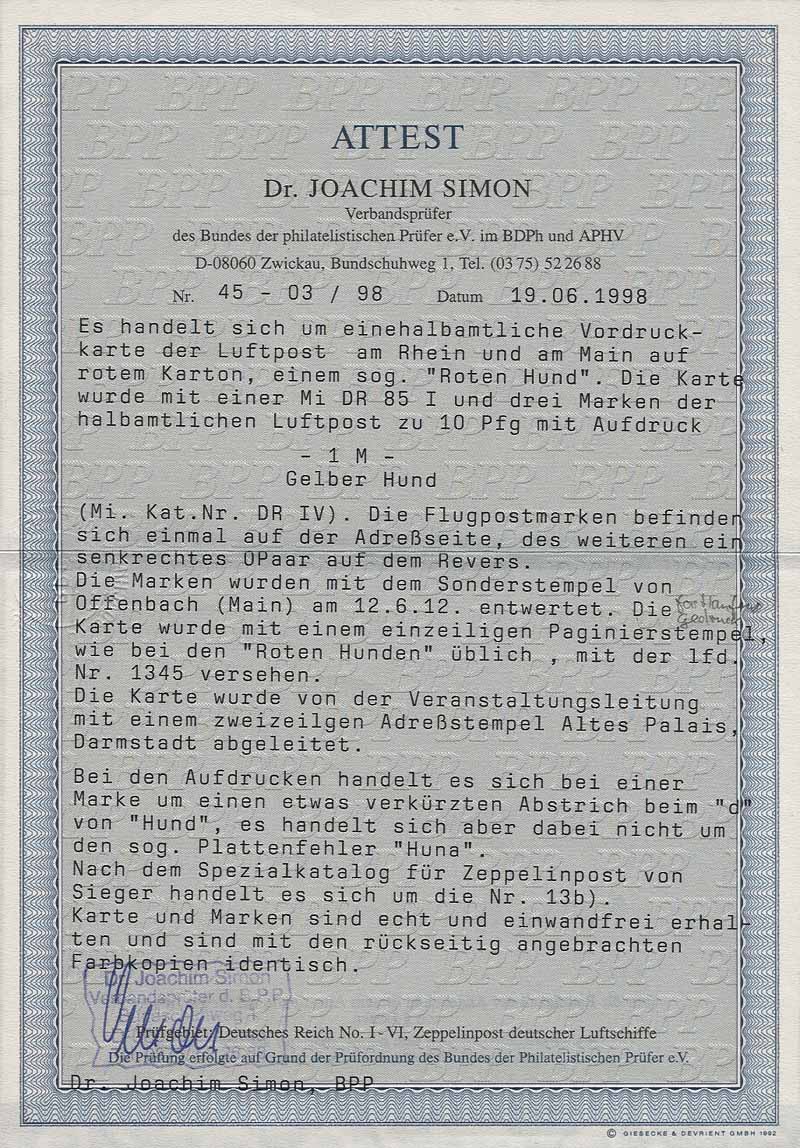 ATTEST
Dr. JOACHIM SIMON
Verbandsprüfer
des Bundes der philatelistischen Prüfer e.V. im BDPh und APHV
D-08060 Zwickau, Bundschuhweg 1, Tel. (03 75) 52 26 88
Nr. 45 - 03 / 98 Datum 19.06.1998
Es handelt sich um einehalbamtliche Vordruck-
karte der Luftpost am Rhein und am Main auf
rotem Karton, einem sog. "Roten Hund". Die Karte
wurde mit einer Mi DR 85 I und drei Marken der
halbamtlichen Luftpost zu 10 Pfg mit Aufdruck
- 1 M -
Gelber Hund
(Mi. Kat.Nr. DR IV). Die Flugpostmarken befinden
sich einmal auf der Adreßseite, des weiteren ein
senkrechtes OPaar auf dem Revers.
Die Marken wurden mit dem Sonderstempel von
Offenbach (Main) am 12.6.12. entwertet. Die
Karte wurde mit einem einzeiligen Paginierstempel,
wie bei den "Roten Hunden" üblich , mit der lfd.
Nr. 1345 versehen.
Die Karte wurde von der Veranstaltungsleitung
mit einem zweizeilgen Adreßstempel Altes Palais,
Darmstadt abgeleitet.
Bei den Aufdrucken handelt es sich bei einer
Marke um einen etwas verkürzten Abstrich beim "d"
von "Hund", es handelt sich aber dabei nicht um
den sog. Plattenfehler "Huna".
Nach dem Spezialkatalog für Zeppelinpost von
Sieger handelt es sich um die Nr. 13b).
Karte und Marken sind echt und einwandfrei erhal-
ten und sind mit den rückseitig angebrachten
Farbkopien identisch.
Dr. Joachim Simon
Verbandsprüfer d. B.P.P.
Prüfgebiet: Deutsches Reich No. I - VI, Zeppelinpost deutscher Luftschiffe
Die Prüfung erfolgte auf Grund der Prüfordnung des Bundes der Philatelistischen Prüfer e.V.
Dr. Joachim Simon, BPP
© GIESECKE & DEVRIENT GMBH 1992